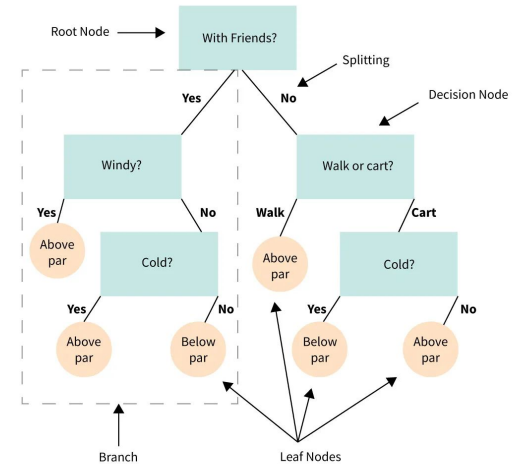 Root Node
With Friends?
Splitting
Yes
No
Decision Node
Windy?
Walk or cart?
Yes
No
Walk
Cart
Above
par
Cold?
Above
par
Cold?
Yes
No
Yes
No
Above
par
Below
par
Below
par
Above
par
Branch
Leaf Nodes